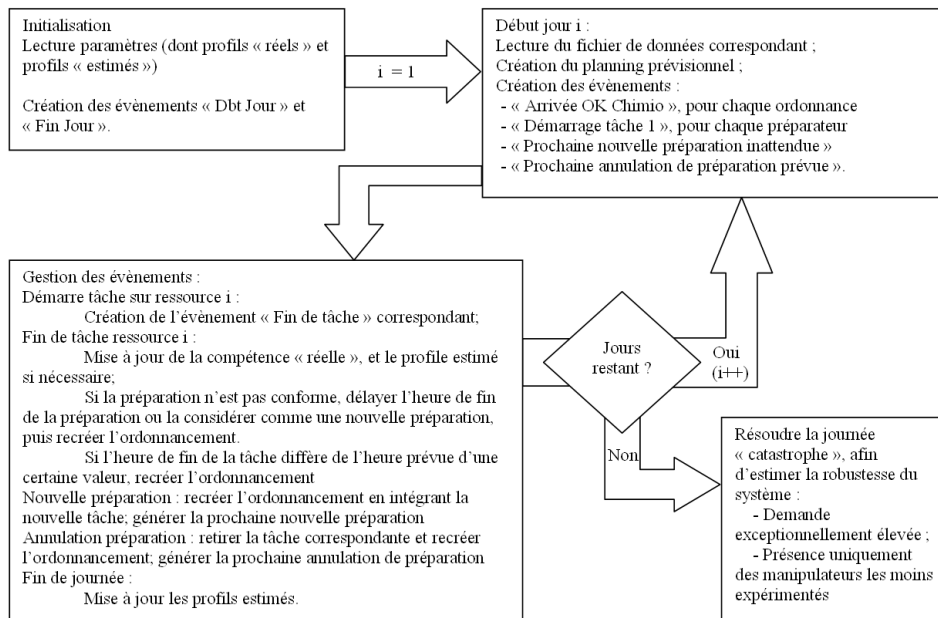 Initialisation
Lecture paramètres (dont profils « réels » et
profils « estimés »)
Création des évènements « Dbt Jour » et
« Fin Jour ».
i = 1
Début jour i :
Lecture du fichier de données correspondant ;
Création du planning prévisionnel ;
Création des évènements :
- « Arrivée OK Chimio », pour chaque ordonnance
- « Démarrage tâche 1 », pour chaque préparateur
- « Prochaine nouvelle préparation inattendue »
- « Prochaine annulation de préparation prévue ».
Gestion des évènements :
Démarre tâche sur ressource i :
Création de l'évènement « Fin de tâche » correspondant;
Fin de tâche ressource i :
Mise à jour de la compétence « réelle », et le profile estimé
si nécessaire;
Si la préparation n'est pas conforme, délayer l'heure de fin
de la préparation ou la considérer comme une nouvelle préparation,
puis recréer l'ordonnancement.
Si l'heure de fin de la tâche diffère de l'heure prévue d'une
certaine valeur, recréer l'ordonnancement
Nouvelle préparation : recréer l'ordonnancement en intégrant la
nouvelle tâche; générer la prochaine nouvelle préparation
Annulation préparation : retirer la tâche correspondante et recréer
l'ordonnancement; générer la prochaine annulation de préparation
Fin de journée :
Mise à jour les profils estimés.
Jours
restant ?
Oui
(i++)
Non
Résoudre la journée
« catastrophe », afin
d'estimer la robustesse du
système :
- Demande
exceptionnellement élevée ;
- Présence uniquement
des manipulateurs les moins
expérimentés